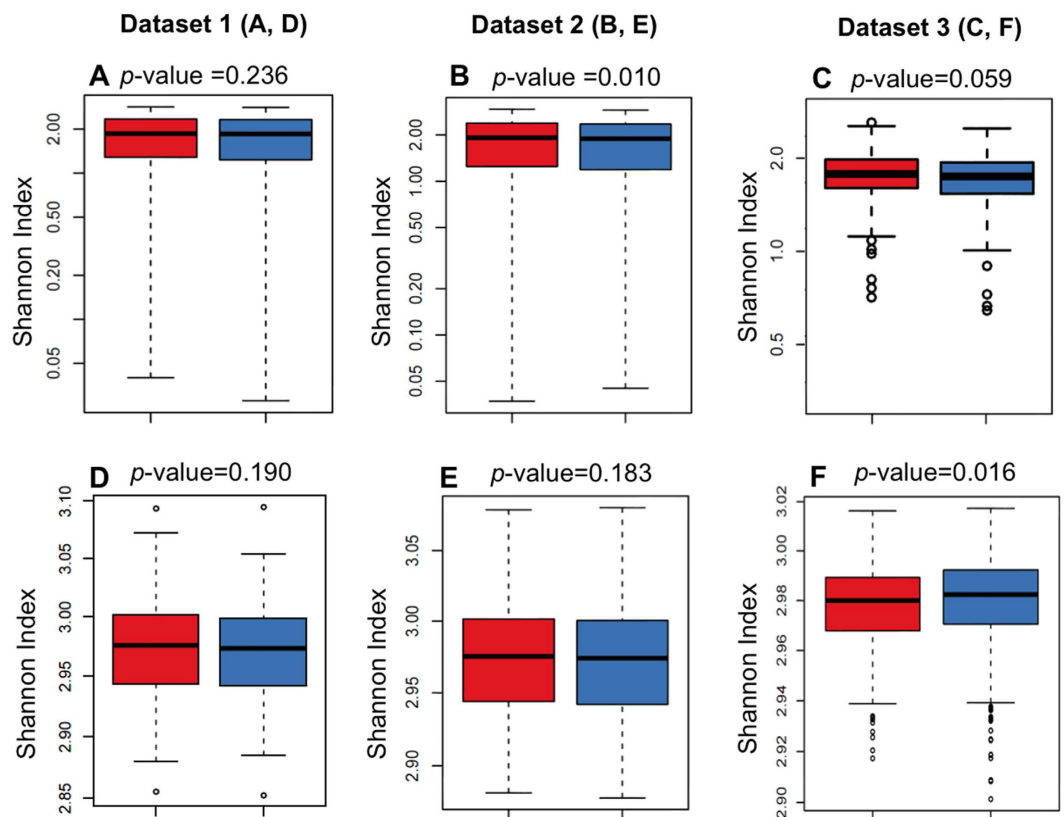 Dataset 1 (A, D)
Dataset 2 (B, E)
Dataset 3 (C, F)
A
p-value =0.236
Shannon Index
2.00
0.50
0.20
0.05
B
p-value =0.010
Shannon Index
2.00
1.00
0.50
0.20
0.10
0.05
C
p-value=0.059
Shannon Index
2.0
1.0
0.5
D
p-value=0.190
Shannon Index
3.10
3.05
3.00
2.95
2.90
2.85
E
p-value=0.183
Shannon Index
3.05
3.00
2.95
2.90
F
p-value=0.016
Shannon Index
3.02
3.00
2.98
2.96
2.94
2.92
2.90